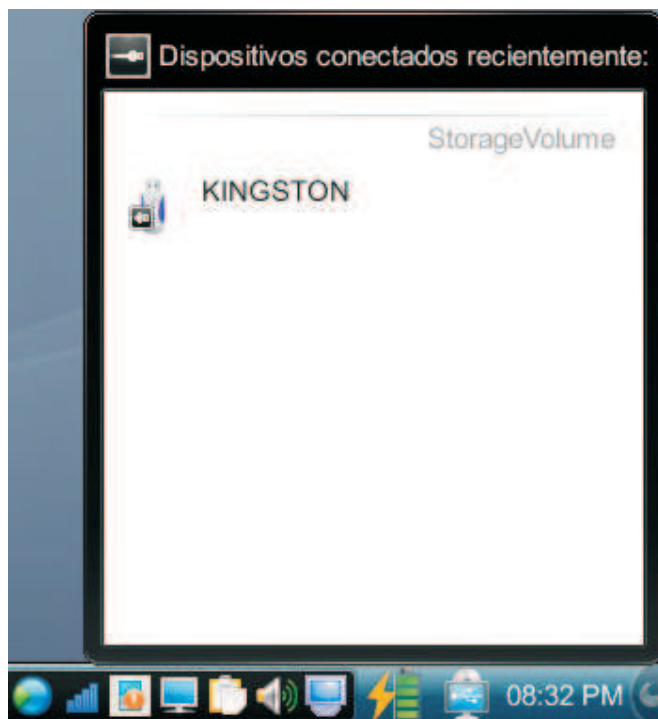 Dispositivos conectados recientemente:
StorageVolume
KINGSTON
08:32 PM